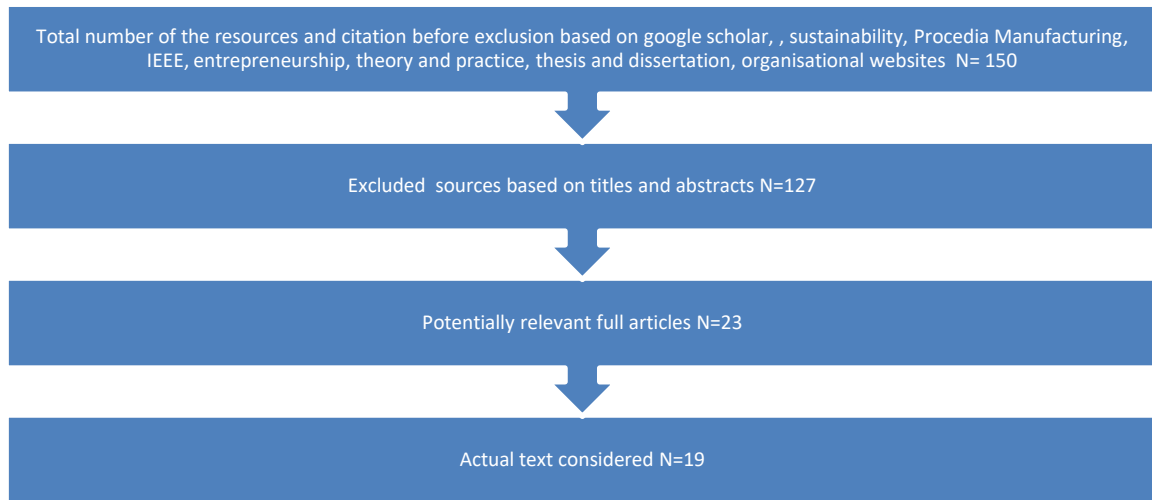 Total number of the resources and citation before exclusion based on google scholar, , sustainability, Procedia Manufacturing,
IEEE, entrepreneurship, theory and practice, thesis and dissertation, organisational websites N= 150
Excluded sources based on titles and abstracts N=127
Potentially relevant full articles N=23
Actual text considered N=19